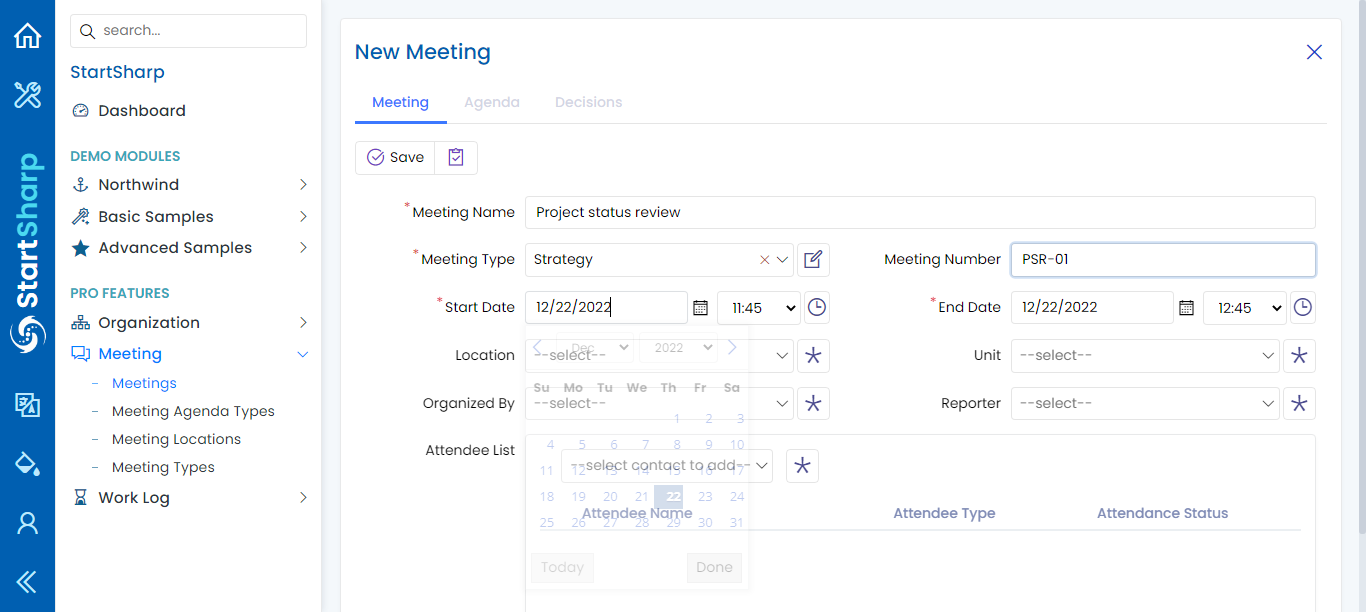 search...
StartSharp
StartSharp
Dashboard
DEMO MODULES
Northwind
Basic Samples
Advanced Samples
PRO FEATURES
Organization
Meeting
Meetings
Meeting Agenda Types
Meeting Locations
Meeting Types
Work Log
New Meeting
Meeting Agenda Decisions
Save
*Meeting Name Project status review
*Meeting Type Strategy Meeting Number PSR-01
*Start Date 12/22/2022 11:45 *End Date 12/22/2022 12:45
Location --select-- Unit --select--
Dec 2022
Organized By --select-- Reporter --select--
Su Mo Tu We Th Fr Sa
1 2 3
4 5 6 7 8 9 10
11 12 13 14 15 16 17
18 19 20 21 22 23 24
25 26 27 28 29 30 31
Today Done
Attendee List
--select contact to add--
Attendee Name Attendee Type Attendance Status